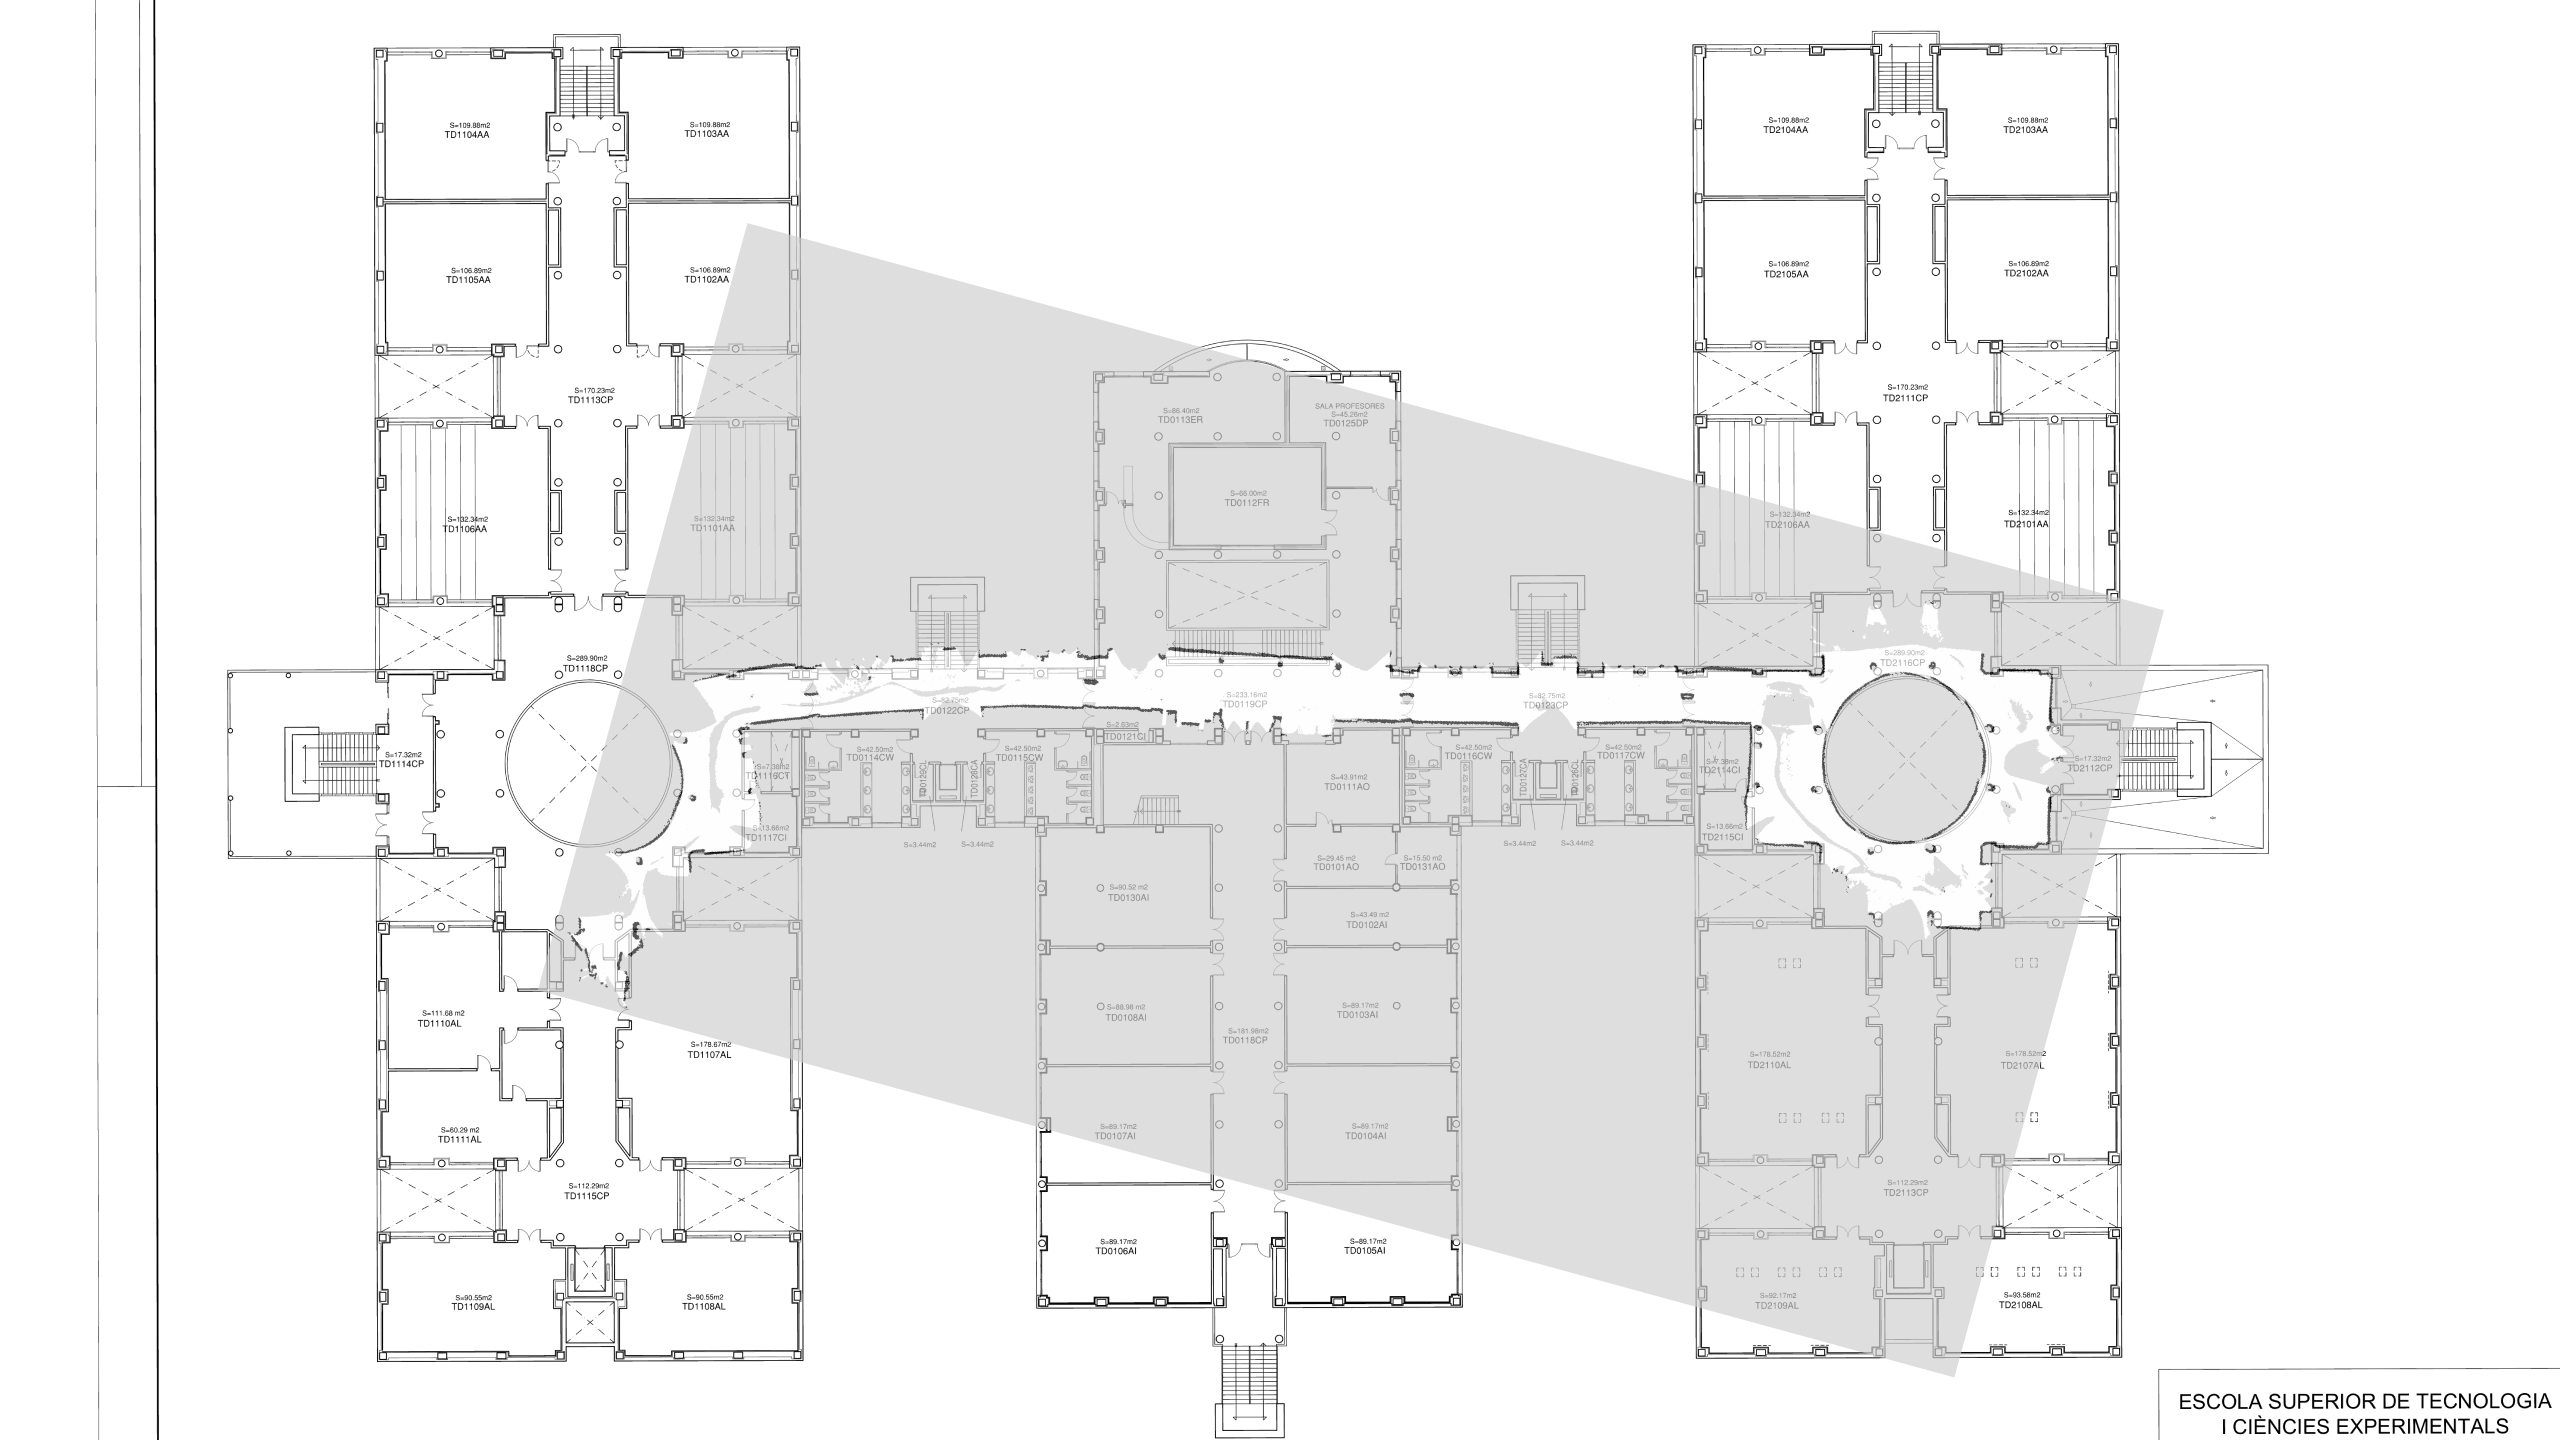 S=109.88m2
TD1104AA
S=109.88m2
TD1103AA
S=109.88m2
TD2104AA
S=109.88m2
TD2103AA
S=106.89m2
TD1105AA
S=106.89m2
TD1102AA
S=106.89m2
TD2105AA
S=106.89m2
TD2102AA
S=170.23m2
TD1113CP
S=86.40m2
TD0113ER
SALA PROFESORES
S=45.26m2
TD0125DP
S=170.23m2
TD2111CP
S=132.34m2
TD1106AA
S=132.34m2
TD1101AA
S=66.00m2
TD0112FR
S=132.34m2
TD2106AA
S=132.34m2
TD2101AA
S=289.90m2
TD1118CP
S=289.90m2
TD2116CP
S=82.75m2
TD0122CP
S=233.16m2
TD0119CP
S=82.75m2
TD0123CP
S=2.63m2
TD0121CI
S=17.32m2
TD1114CP
S=7.38m2
TD1116CT
S=42.50m2
TD0114CW
TD0129CL
TD0128CA
S=42.50m2
TD0115CW
S=43.91m2
TD0111AO
S=42.50m2
TD0116CW
TD0127CA
TD0126CL
S=42.50m2
TD0117CW
S=7.38m2
TD2114CI
S=17.32m2
TD2112CP
S=13.66m2
TD1117CI
S=13.66m2
TD2115CI
S=3.44m2
S=3.44m2
S=3.44m2
S=3.44m2
S=29.45 m2
TD0101AO
S=15.50 m2
TD0131AO
S=90.52 m2
TD0130AI
S=43.49 m2
TD0102AI
S=111.68 m2
TD1110AL
S=88.98 m2
TD0108AI
S=89.17m2
TD0103AI
S=181.98m2
TD0118CP
S=178.67m2
TD1107AL
S=178.52m2
TD2110AL
S=178.52m2
TD2107AL
S=60.29 m2
TD1111AL
S=89.17m2
TD0107AI
S=89.17m2
TD0104AI
S=112.29m2
TD1115CP
S=112.29m2
TD2113CP
S=89.17m2
TD0106AI
S=89.17m2
TD0105AI
S=90.55m2
TD1109AL
S=90.55m2
TD1108AL
S=92.17m2
TD2109AL
S=93.56m2
TD2108AL
ESCOLA SUPERIOR DE TECNOLOGIA
I CIÈNCIES EXPERIMENTALS